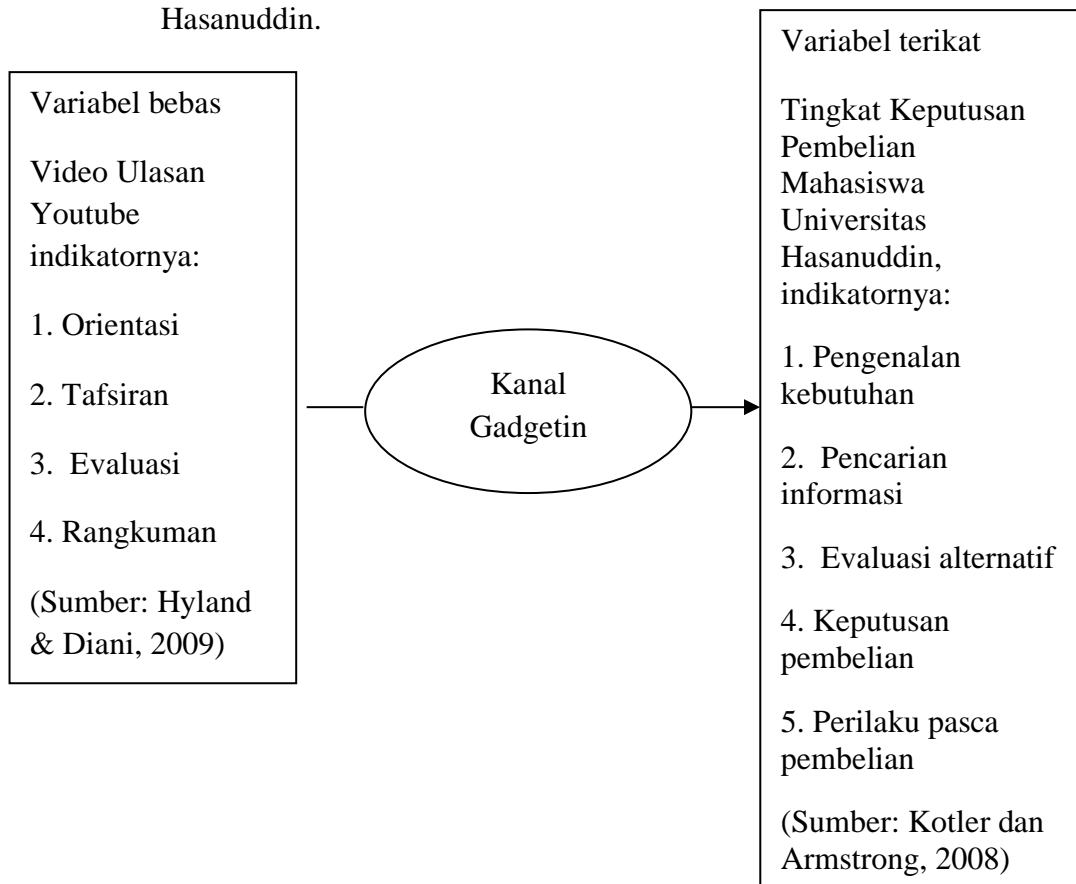 Hasanuddin.
Variabel bebas
Video Ulasan
Youtube
indikatornya:
1. Orientasi
2. Tafsiran
3. Evaluasi
4. Rangkuman
(Sumber: Hyland
& Diani, 2009)
Kanal
Gadgetin
Variabel terikat
Tingkat Keputusan
Pembelian
Mahasiswa
Universitas
Hasanuddin,
indikatornya:
1. Pengenalan
kebutuhan
2. Pencarian
informasi
3. Evaluasi alternatif
4. Keputusan
pembelian
5. Perilaku pasca
pembelian
(Sumber: Kotler dan
Armstrong, 2008)